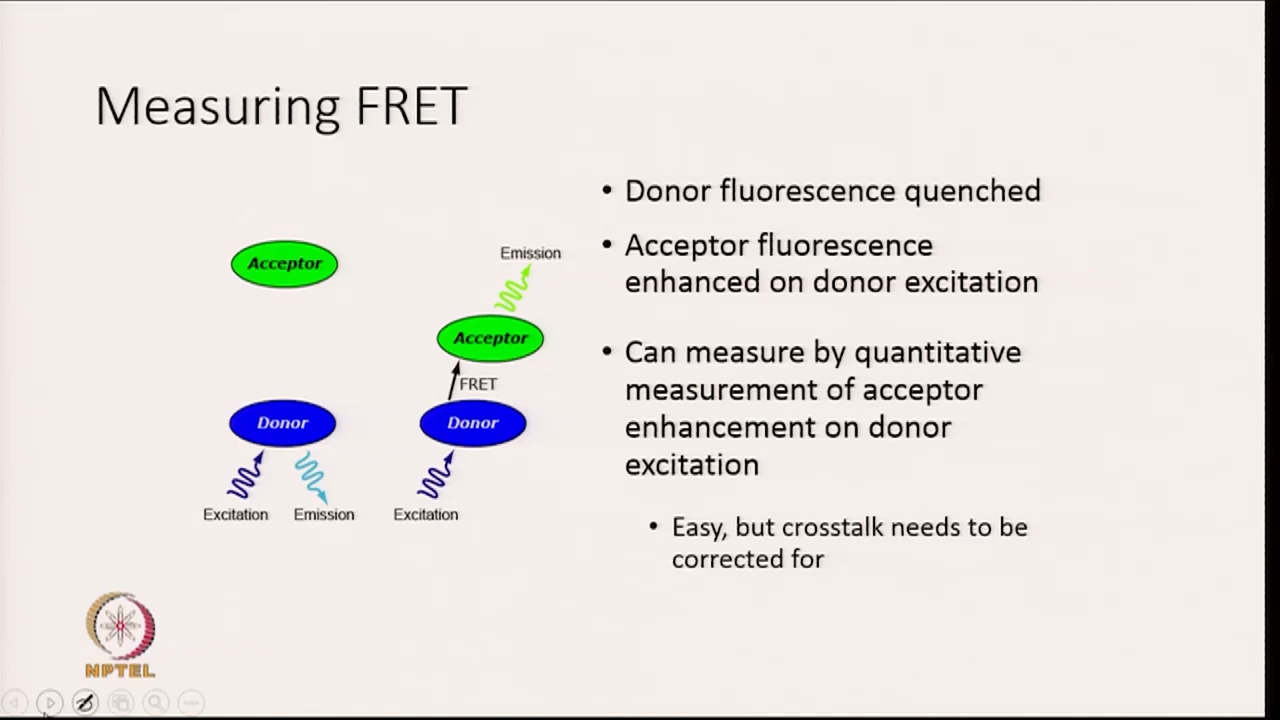 Measuring FRET
• Donor fluorescence quenched
• Acceptor fluorescence
enhanced on donor excitation
• Can measure by quantitative
measurement of acceptor
enhancement on donor
excitation
• Easy, but crosstalk needs to be
corrected for
Acceptor
Donor
Excitation
Emission
Emission
Acceptor
FRET
Donor
Excitation
NPTEL